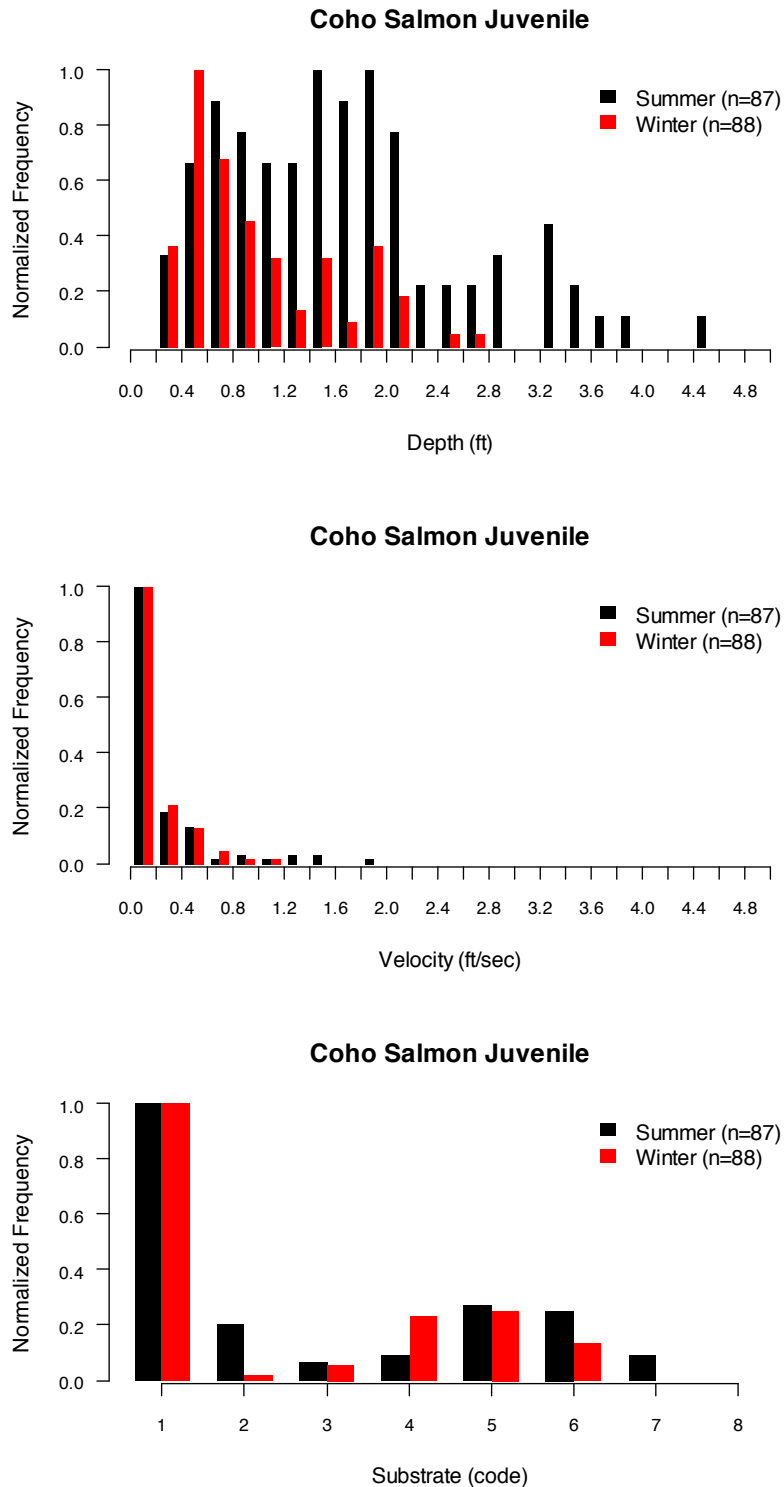 Coho Salmon Juvenile
Normalized Frequency
1.0
0.8
0.6
0.4
0.2
0.0
Summer (n=87)
Winter (n=88)
0.0 0.4 0.8 1.2 1.6 2.0 2.4 2.8 3.2 3.6 4.0 4.4 4.8
Depth (ft)
Coho Salmon Juvenile
Normalized Frequency
1.0
0.8
0.6
0.4
0.2
0.0
Summer (n=87)
Winter (n=88)
0.0 0.4 0.8 1.2 1.6 2.0 2.4 2.8 3.2 3.6 4.0 4.4 4.8
Velocity (ft/sec)
Coho Salmon Juvenile
Normalized Frequency
1.0
0.8
0.6
0.4
0.2
0.0
Summer (n=87)
Winter (n=88)
1 2 3 4 5 6 7 8
Substrate (code)